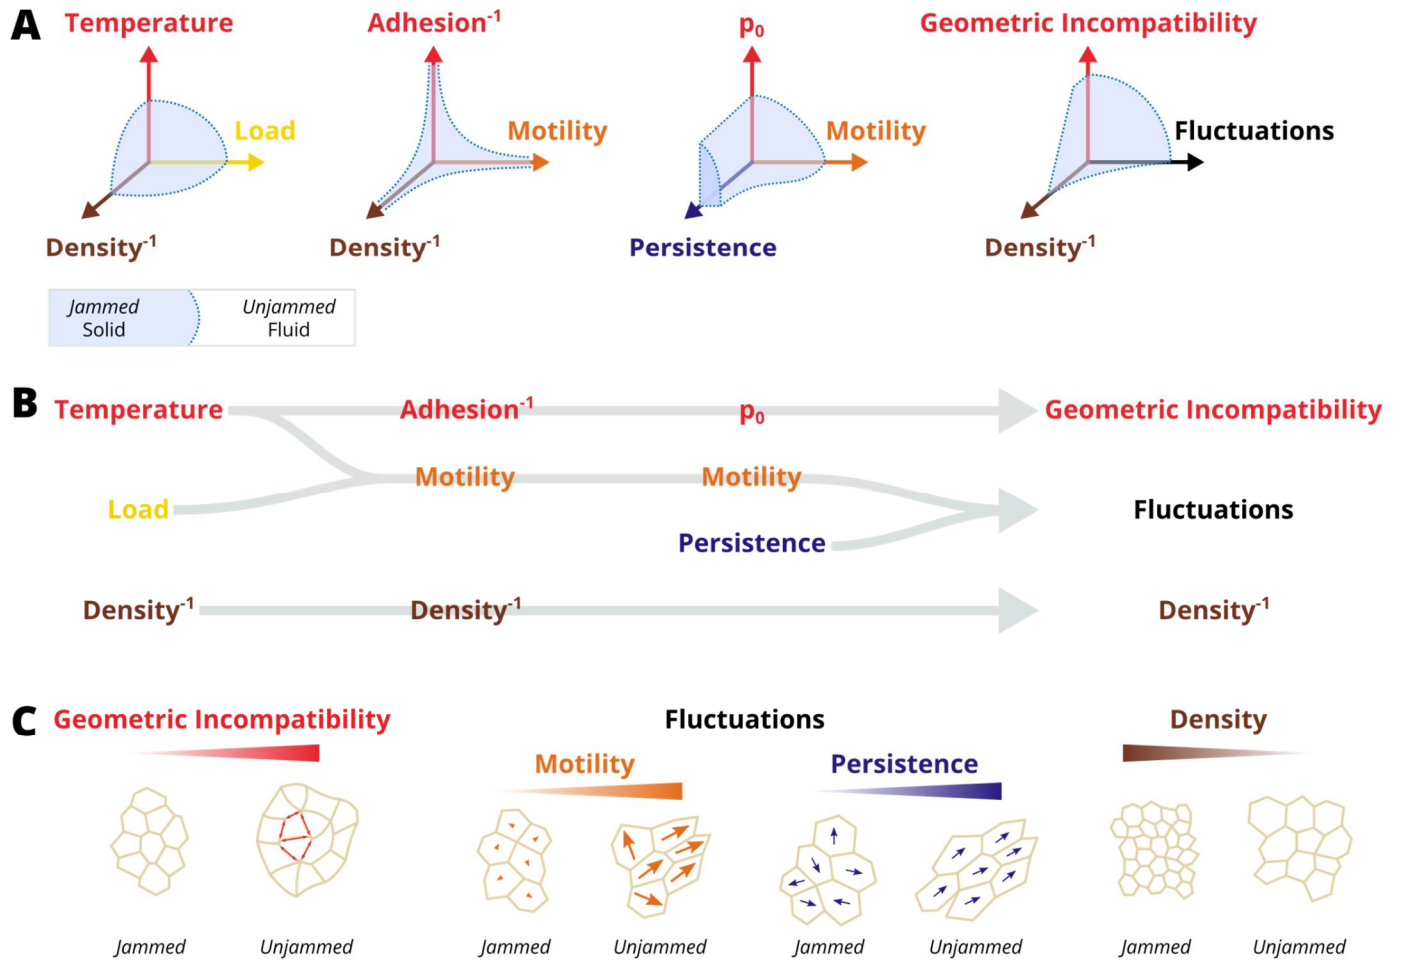 A
Temperature
Adhesion⁻¹
p₀
Geometric Incompatibility
Load
Motility
Motility
Fluctuations
Density⁻¹
Density⁻¹
Persistence
Density⁻¹
Jammed
Solid
Unjammed
Fluid
B
Temperature
Adhesion⁻¹
p₀
Geometric Incompatibility
Motility
Motility
Load
Fluctuations
Persistence
Density⁻¹
Density⁻¹
Density⁻¹
C
Geometric Incompatibility
Fluctuations
Density
Motility
Persistence
Jammed
Unjammed
Jammed
Unjammed
Jammed
Unjammed
Jammed
Unjammed